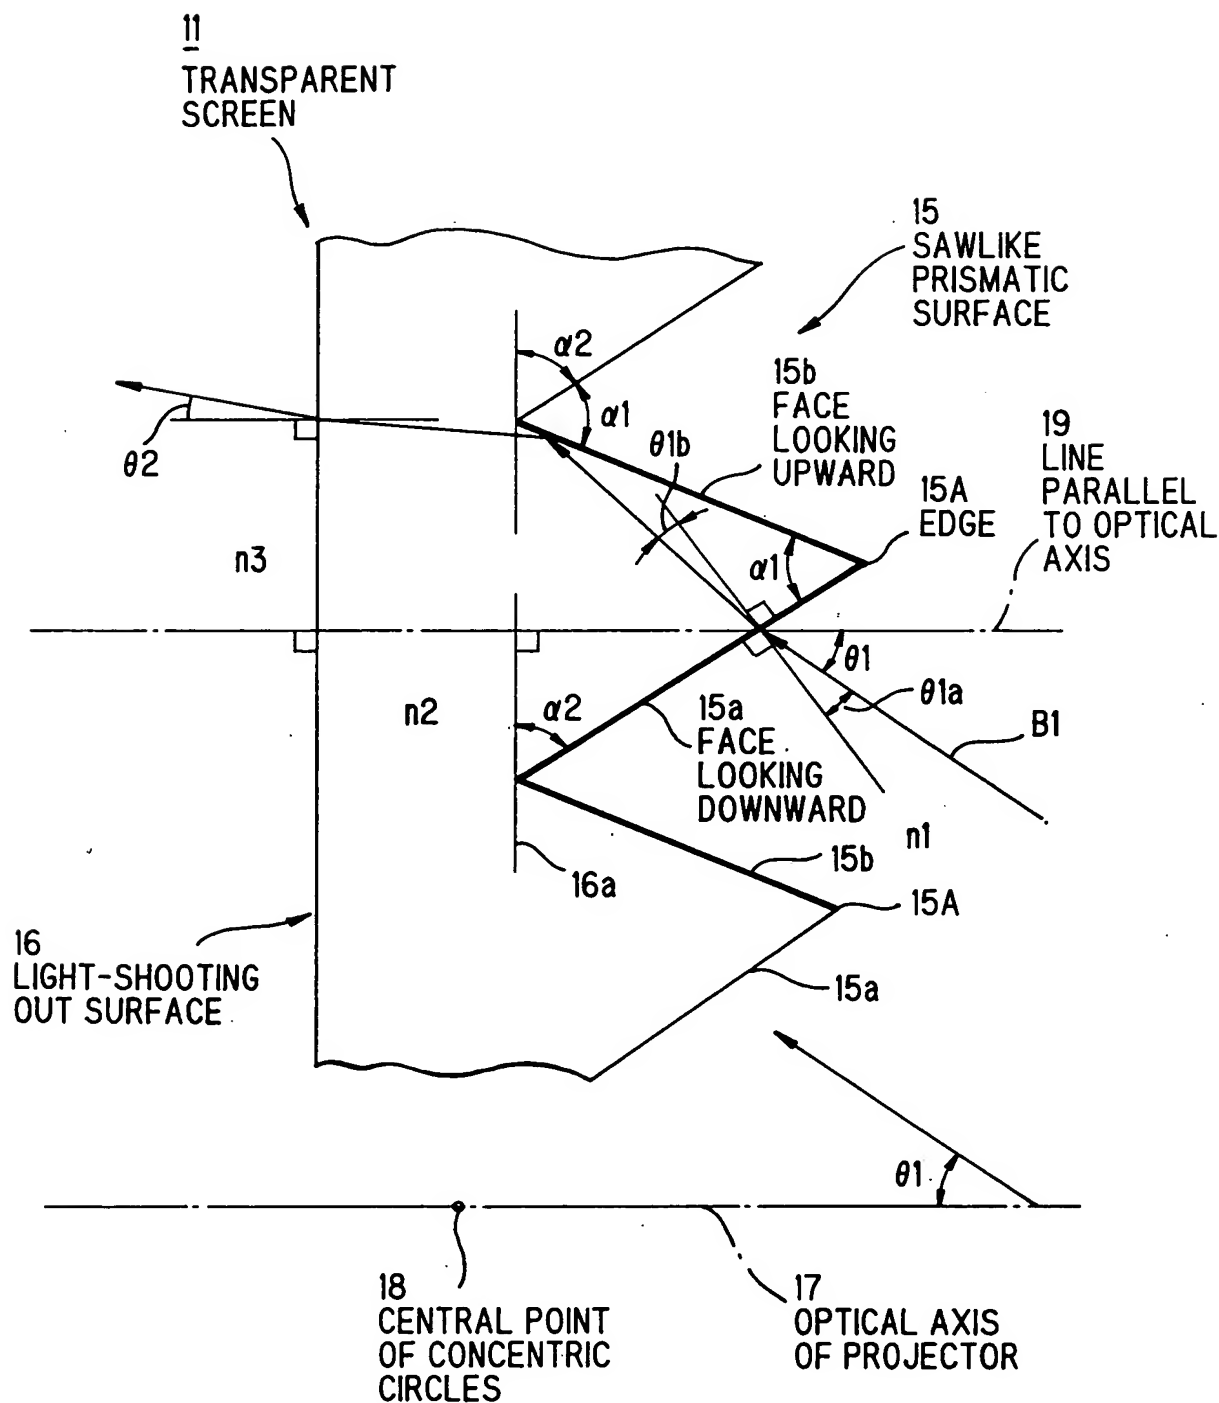 11
TRANSPARENT
SCREEN
15
SAWLIKE
PRISMATIC
SURFACE
α2
α1
15b
FACE
LOOKING
UPWARD
θ1b
19
LINE
PARALLEL
TO OPTICAL
AXIS
15A
EDGE
θ2
n3
α1
θ1
θ1a
B1
n2
α2
15a
FACE
LOOKING
DOWNWARD
n1
15b
16a
15A
16
LIGHT-SHOOTING
OUT SURFACE
15a
θ1
18
CENTRAL POINT
OF CONCENTRIC
CIRCLES
17
OPTICAL AXIS
OF PROJECTOR